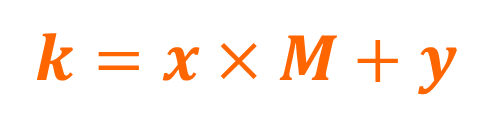 k = x × M + y